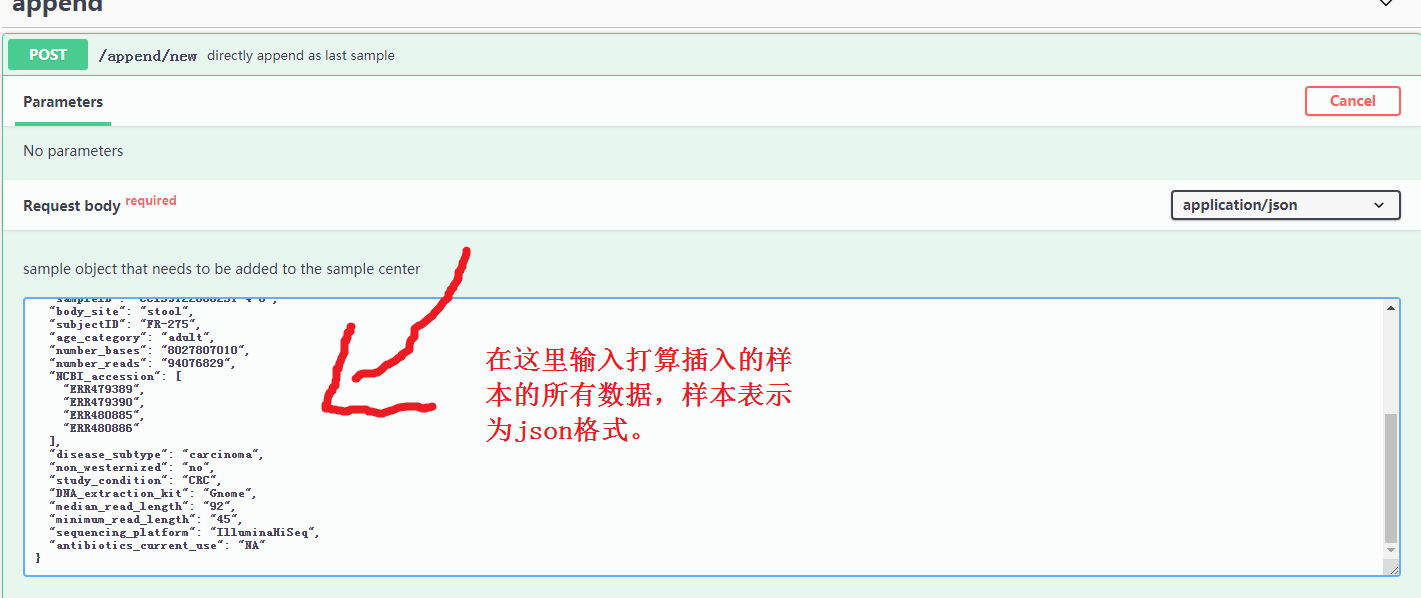 append
POST /append/new directly append as last sample
Parameters
Cancel
No parameters
Request body required
application/json
sample object that needs to be added to the sample center
"body_site": "stool",
"subjectID": "FR-275",
"age_category": "adult",
"number_bases": "8027807010",
"number_reads": "94076829",
"NCBI_accession": [
"ERR479389",
"ERR479390",
"ERR480885",
"ERR480886"
],
"disease_subtype": "carcinoma",
"non_westernized": "no",
"study_condition": "CRC",
"DNA_extraction_kit": "Gnome",
"median_read_length": "92",
"minimum_read_length": "45",
"sequencing_platform": "IlluminaHiSeq",
"antibiotics_current_use": "NA"
}
在这里输入打算插入的样
本的所有数据，样本表示
为json格式。